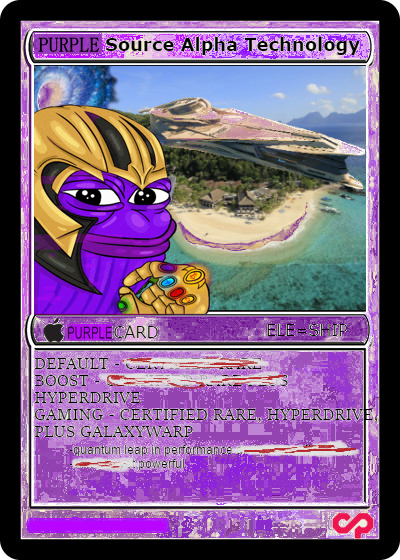 PURPLE Source Alpha Technology
PURPLECARD ELE=SHIP
DEFAULT -
BOOST -
HYPERDRIVE
GAMING - CERTIFIED RARE, HYPERDRIVE,
PLUS GALAXYWARP
quantum leap in performance
powerful